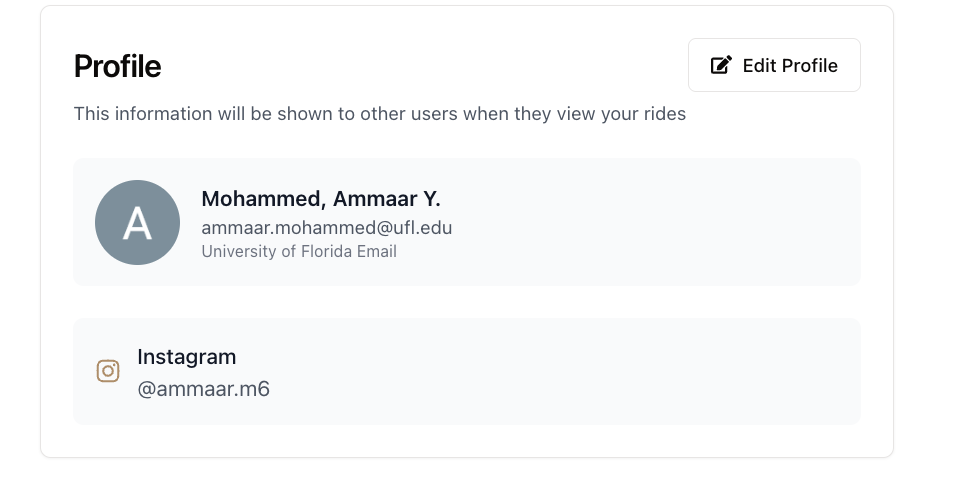 Profile
Edit Profile
This information will be shown to other users when they view your rides
A
Mohammed, Ammaar Y.
ammaar.mohammed@ufl.edu
University of Florida Email
Instagram
@ammaar.m6